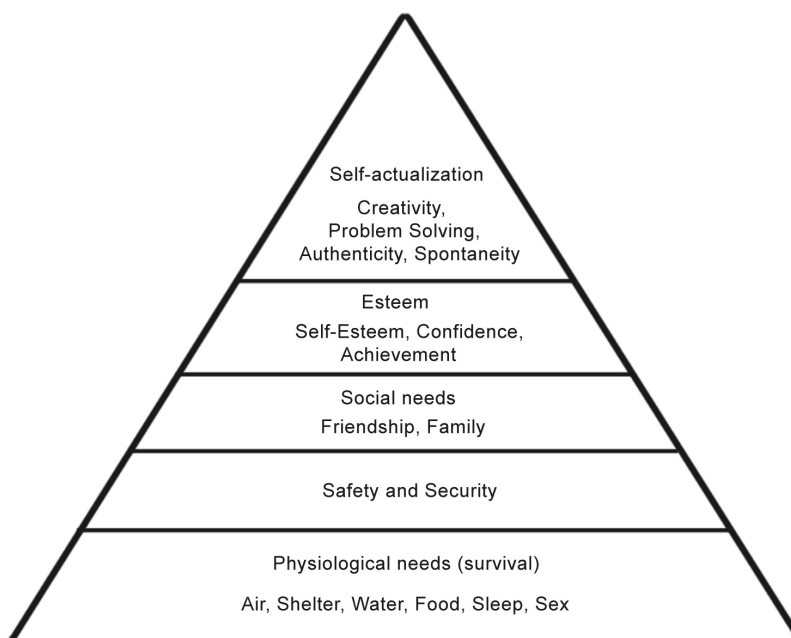 Self-actualization
Creativity,
Problem Solving,
Authenticity, Spontaneity
Esteem
Self-Esteem, Confidence,
Achievement
Social needs
Friendship, Family
Safety and Security
Physiological needs (survival)
Air, Shelter, Water, Food, Sleep, Sex